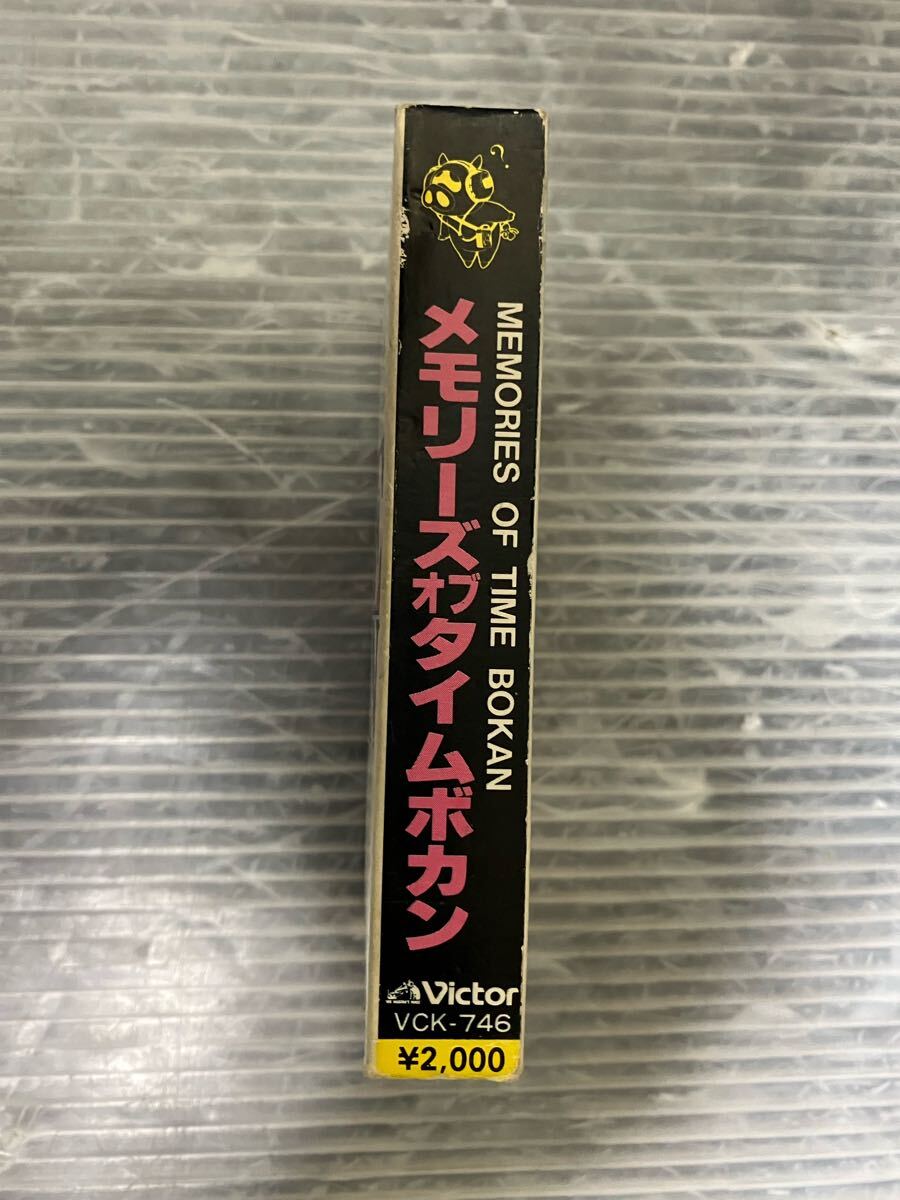 ?
MEMORIES OF TIME BOKAN
メモリーズオブタイムボカン
Victor
VCK-746
¥2,000